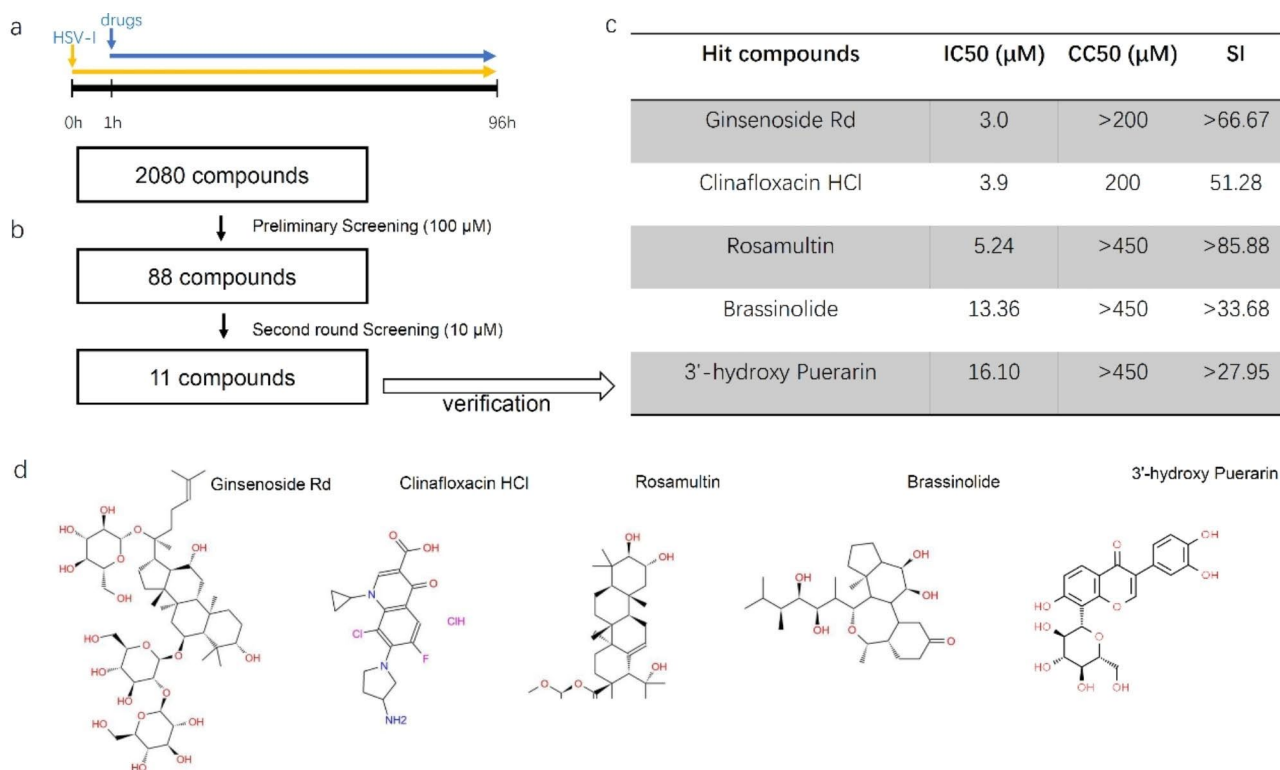 a
drugs
HSV-I
0h 1h 96h
2080 compounds
b
Preliminary Screening (100 μM)
88 compounds
Second round Screening (10 μM)
11 compounds
verification
c
Hit compounds IC50 (μM) CC50 (μM) SI
Ginsenoside Rd 3.0 >200 >66.67
Clinafloxacin HCl 3.9 200 51.28
Rosamultin 5.24 >450 >85.88
Brassinolide 13.36 >450 >33.68
3'-hydroxy Puerarin 16.10 >450 >27.95
d
Ginsenoside Rd Clinafloxacin HCl Rosamultin Brassinolide 3'-hydroxy Puerarin